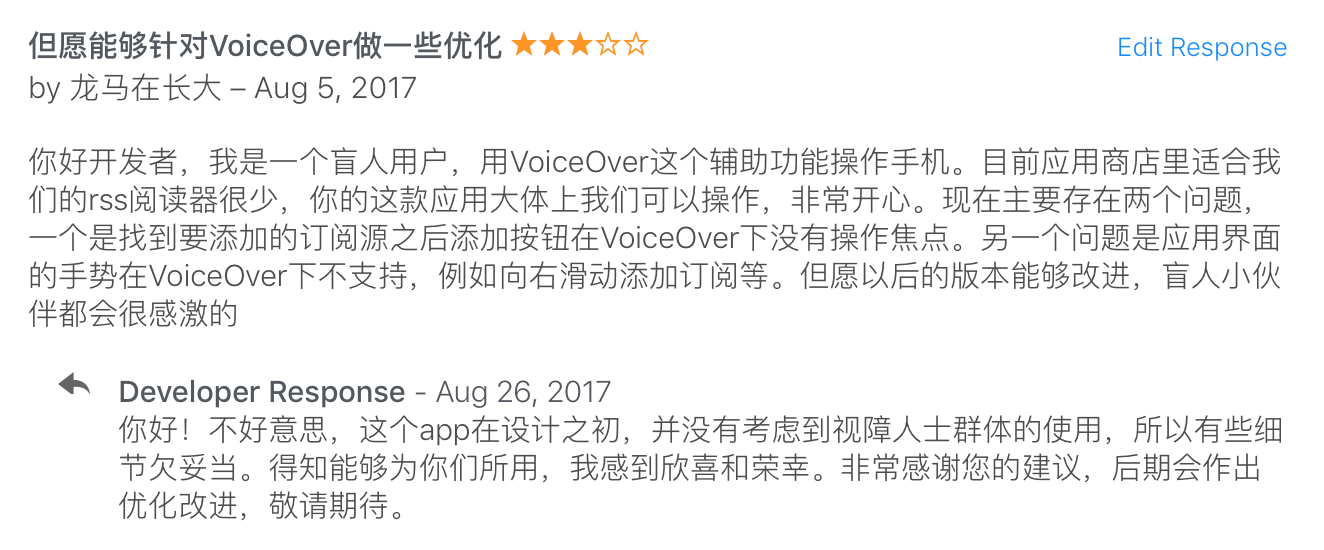 但愿能够针对VoiceOver做一些优化 ★★★☆☆ Edit Response
by 龙马在长大 – Aug 5, 2017
你好开发者，我是一个盲人用户，用VoiceOver这个辅助功能操作手机。目前应用商店里适合我
们的rss阅读器很少，你的这款应用大体上我们可以操作，非常开心。现在主要存在两个问题，
一个是找到要添加的订阅源之后添加按钮在VoiceOver下没有操作焦点。另一个问题是应用界面
的手势在VoiceOver下不支持，例如向右滑动添加订阅等。但愿以后的版本能够改进，盲人小伙
伴都会很感激的
Developer Response - Aug 26, 2017
你好！不好意思，这个app在设计之初，并没有考虑到视障人士群体的使用，所以有些细
节欠妥当。得知能够为你们所用，我感到欣喜和荣幸。非常感谢您的建议，后期会作出
优化改进，敬请期待。